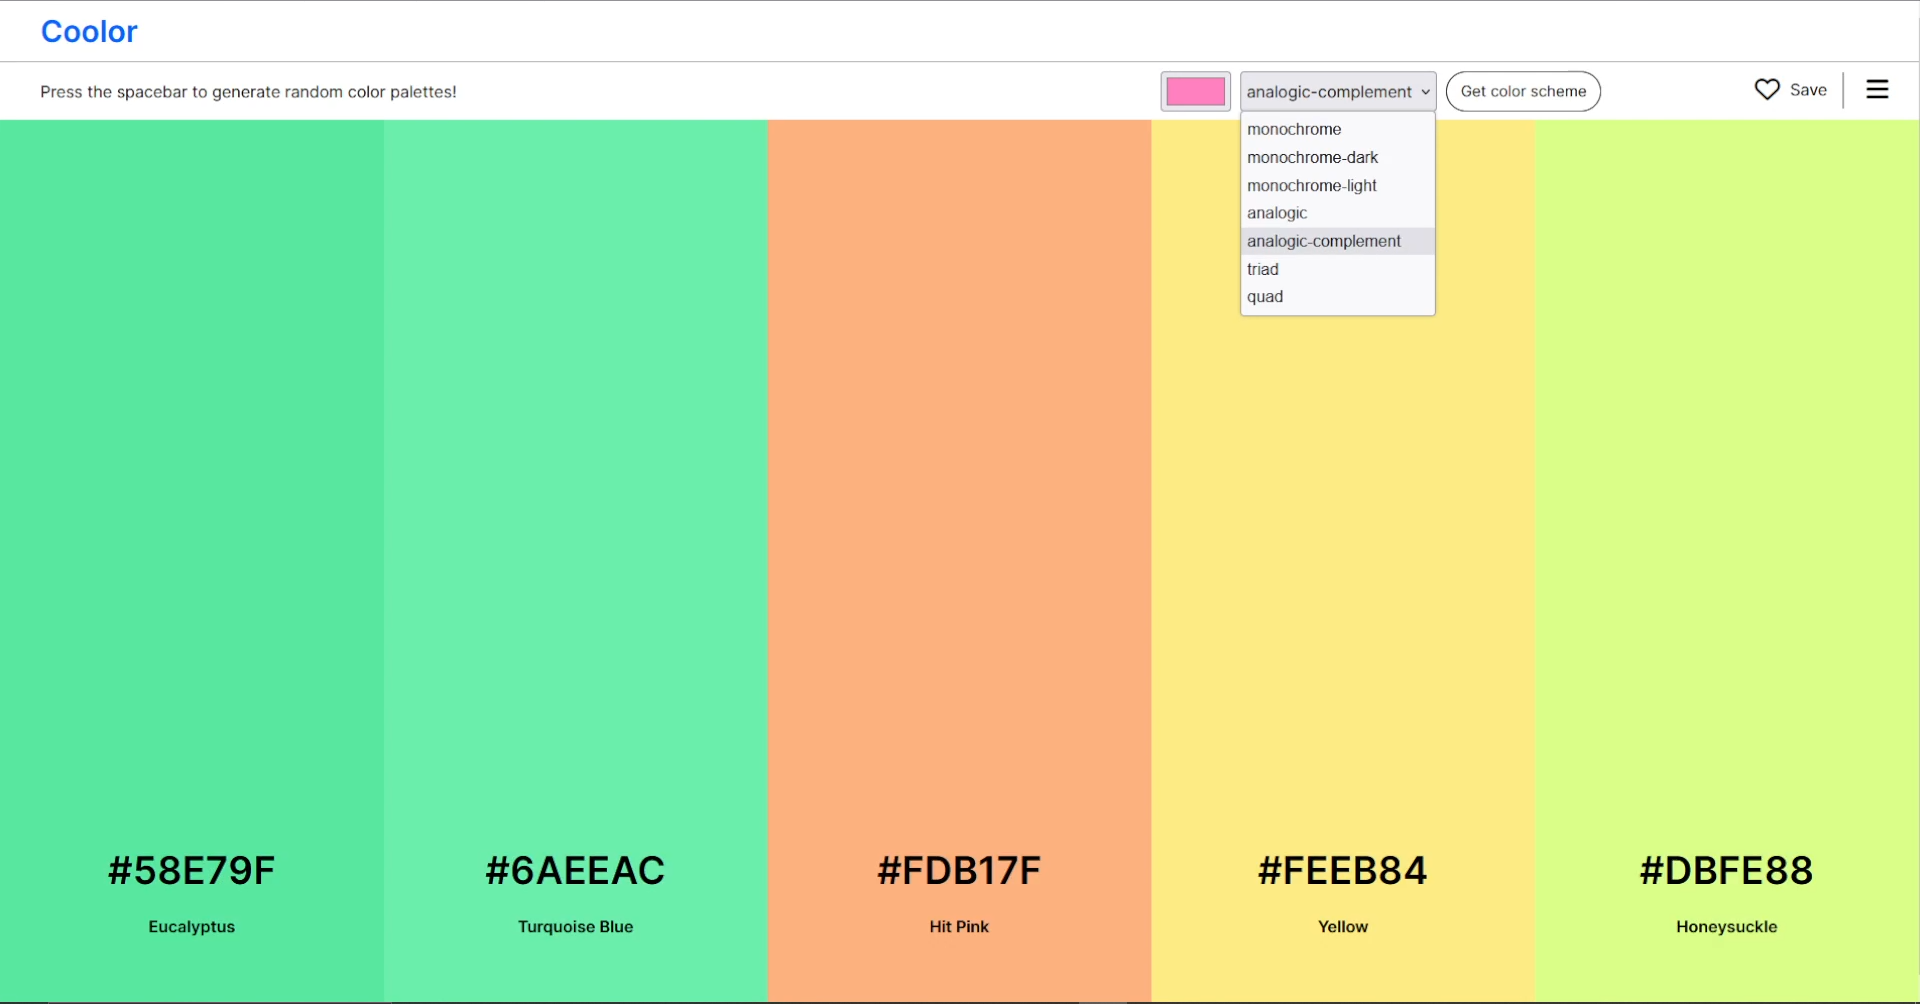 Coolor
Press the spacebar to generate random color palettes!
analogic-complement
Get color scheme
Save
monochrome
monochrome-dark
monochrome-light
analogic
analogic-complement
triad
quad
#58E79F
#6AEEAC
#FDB17F
#FEEB84
#DBFE88
Eucalyptus
Turquoise Blue
Hit Pink
Yellow
Honeysuckle